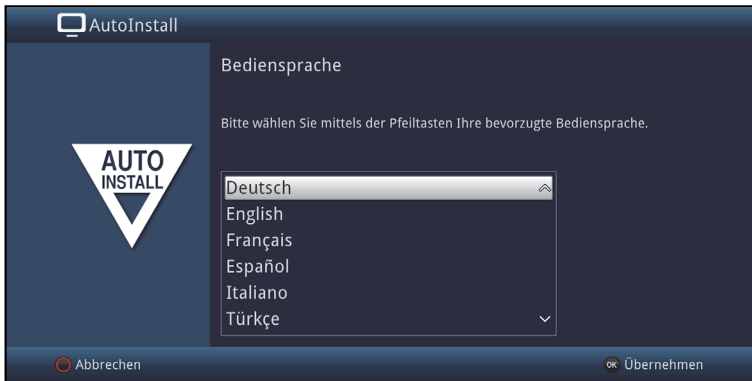 AutoInstall
Bediensprache
Bitte wählen Sie mittels der Pfeiltasten Ihre bevorzugte Bediensprache.
AUTO
INSTALL
Deutsch
English
Français
Español
Italiano
Türkçe
Abbrechen
OK Übernehmen